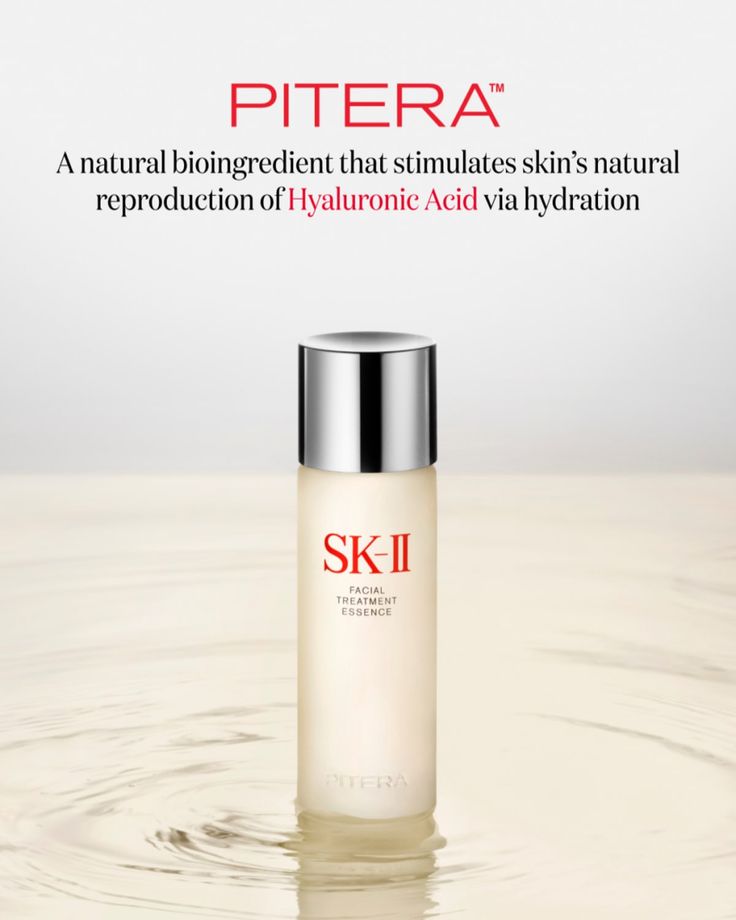 PITERA™
A natural bioingredient that stimulates skin's natural
reproduction of Hyaluronic Acid via hydration
SK-II
FACIAL
TREATMENT
ESSENCE
PITERA